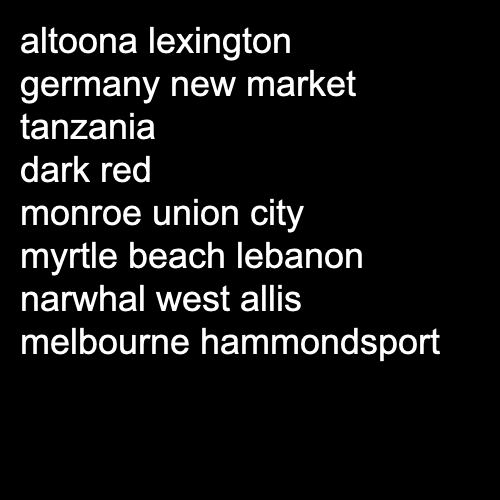 altoona lexington
germany new market
tanzania
dark red
monroe union city
myrtle beach lebanon
narwhal west allis
melbourne hammondsport